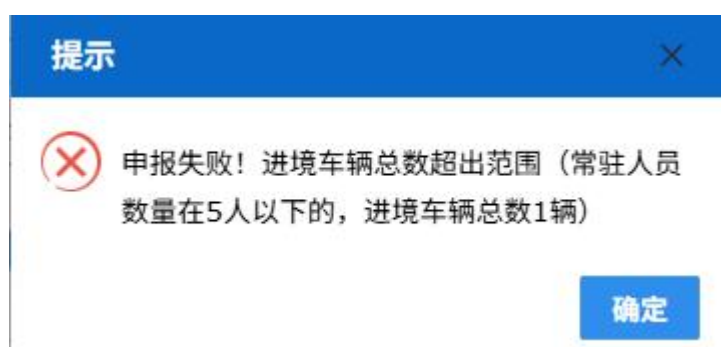 提示
申报失败！进境车辆总数超出范围（常驻人员
数量在5人以下的，进境车辆总数1辆）
确定